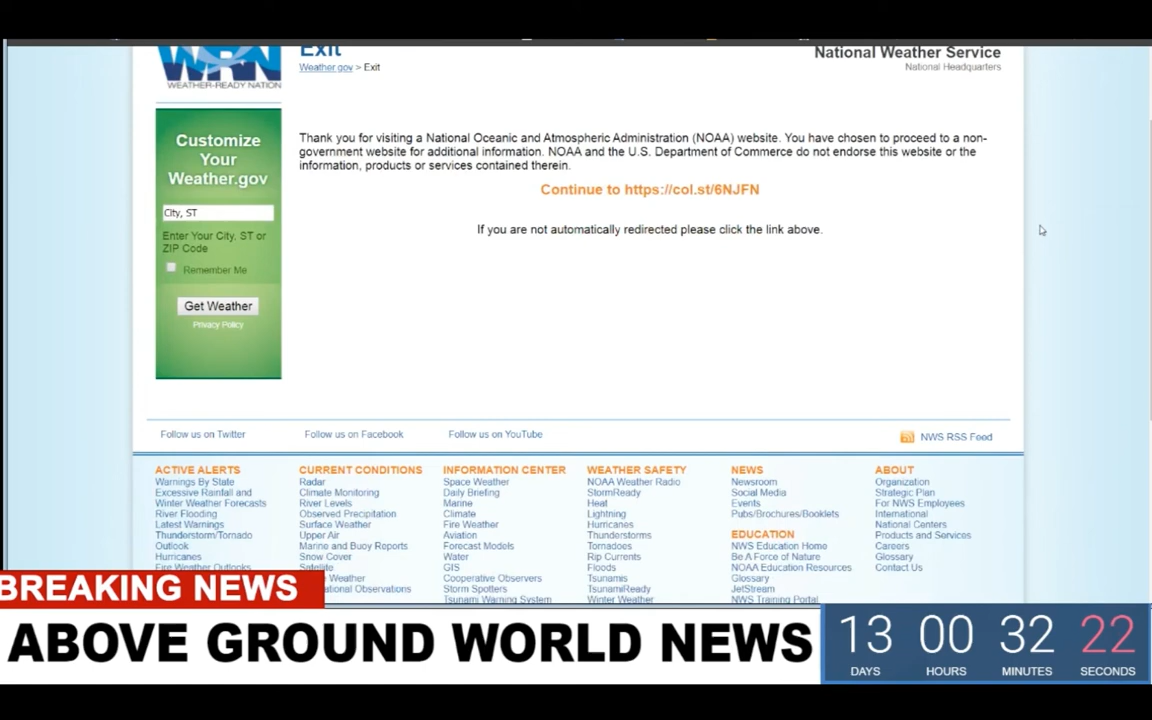 WRN
WEATHER-READY NATION
Exit
Weather.gov > Exit
National Weather Service
National Headquarters
Customize
Your
Weather.gov
City, ST
Enter Your City, ST or
ZIP Code
Remember Me
Get Weather
Privacy Policy
Thank you for visiting a National Oceanic and Atmospheric Administration (NOAA) website. You have chosen to proceed to a non-
government website for additional information. NOAA and the U.S. Department of Commerce do not endorse this website or the
information, products or services contained therein.
Continue to https://col.st/6NJFN
If you are not automatically redirected please click the link above.
Follow us on Twitter
Follow us on Facebook
Follow us on YouTube
NWS RSS Feed
ACTIVE ALERTS
Warnings By State
Excessive Rainfall and
Winter Weather Forecasts
River Flooding
Latest Warnings
Thunderstorm/Tornado
Outlook
Hurricanes
Fire Weather Outlooks
CURRENT CONDITIONS
Radar
Climate Monitoring
River Levels
Observed Precipitation
Surface Weather
Upper Air
Marine and Buoy Reports
Snow Cover
Satellite
Weather
Observations
INFORMATION CENTER
Space Weather
Daily Briefing
Marine
Climate
Fire Weather
Aviation
Forecast Models
Water
GIS
Cooperative Observers
Storm Spotters
Tsunami Warning System
WEATHER SAFETY
NOAA Weather Radio
StormReady
Heat
Lightning
Hurricanes
Thunderstorms
Tornadoes
Rip Currents
Floods
Tsunamis
TsunamiReady
Winter Weather
NEWS
Newsroom
Social Media
Events
Pubs/Brochures/Booklets
EDUCATION
NWS Education Home
Be A Force of Nature
NOAA Education Resources
Glossary
JetStream
NWS Training Portal
ABOUT
Organization
Strategic Plan
For NWS Employees
International
National Centers
Products and Services
Careers
Glossary
Contact Us
BREAKING NEWS
ABOVE GROUND WORLD NEWS
13 00 32 22
DAYS HOURS MINUTES SECONDS